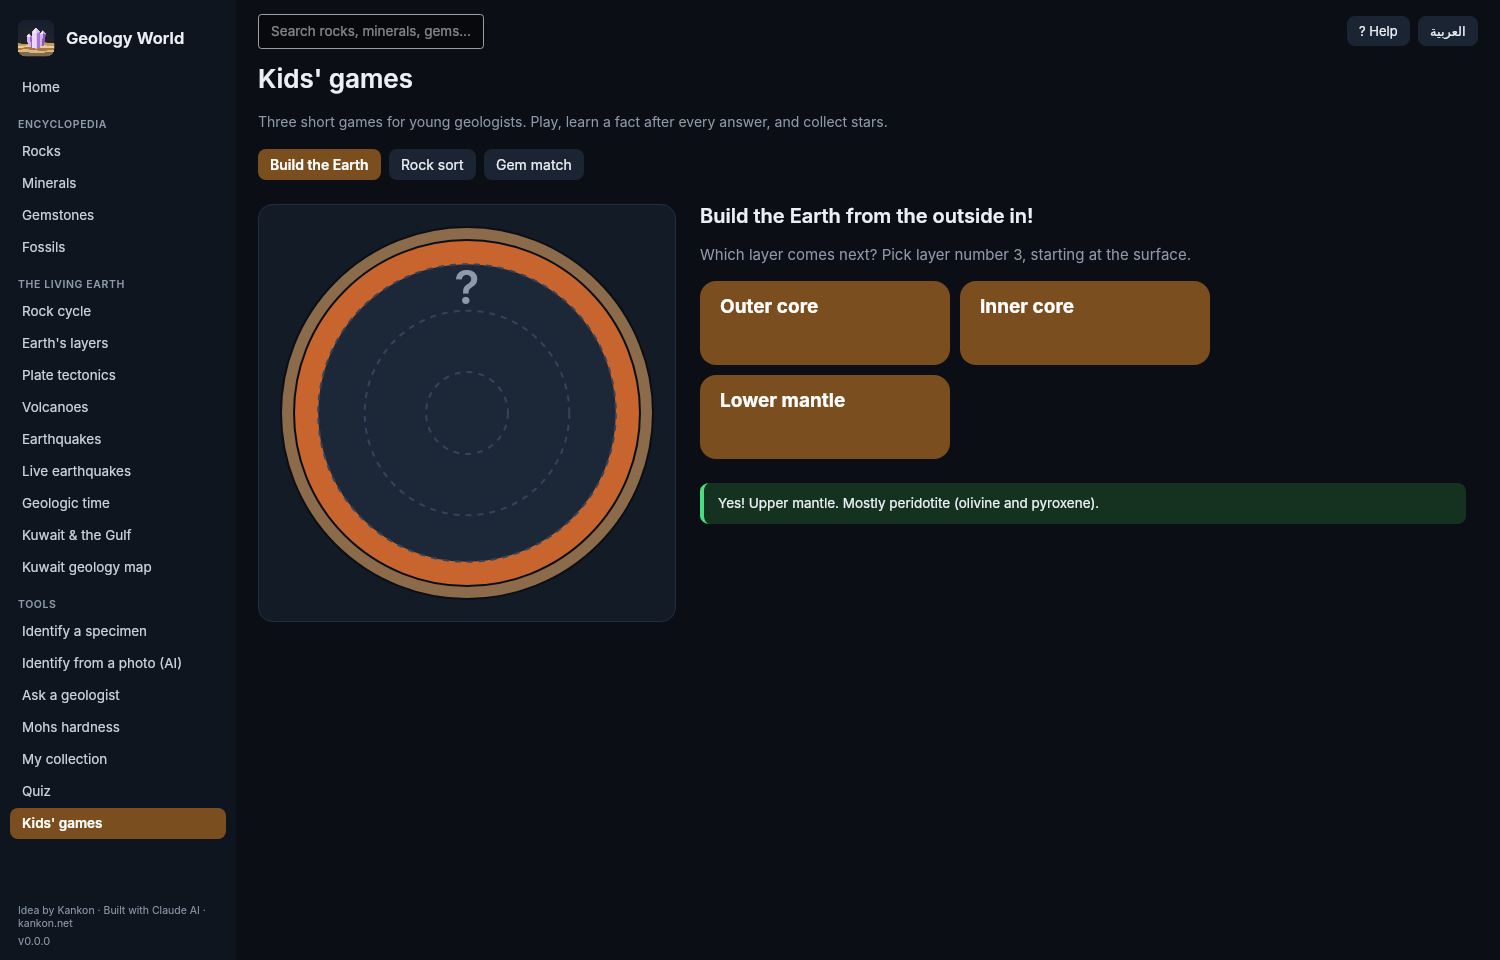 Geology World
Home
ENCYCLOPEDIA
Rocks
Minerals
Gemstones
Fossils
THE LIVING EARTH
Rock cycle
Earth's layers
Plate tectonics
Volcanoes
Earthquakes
Live earthquakes
Geologic time
Kuwait & the Gulf
Kuwait geology map
TOOLS
Identify a specimen
Identify from a photo (AI)
Ask a geologist
Mohs hardness
My collection
Quiz
Kids' games
Idea by Kankon · Built with Claude AI ·
kankon.net
v0.0.0
Search rocks, minerals, gems...
? Help
العربية
Kids' games
Three short games for young geologists. Play, learn a fact after every answer, and collect stars.
Build the Earth
Rock sort
Gem match
?
Build the Earth from the outside in!
Which layer comes next? Pick layer number 3, starting at the surface.
Outer core
Inner core
Lower mantle
Yes! Upper mantle. Mostly peridotite (olivine and pyroxene).